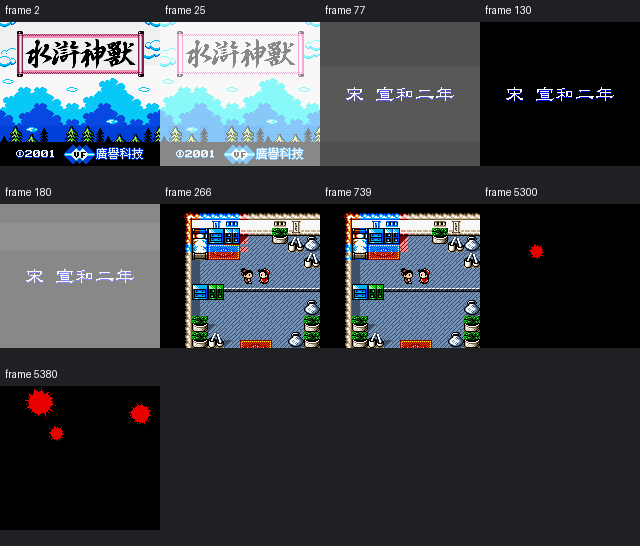 frame 2
frame 25
frame 77
frame 130
水滸神獸
©2001 VF 廣譽科技
水滸神獸
©2001 VF 廣譽科技
宋 宣和二年
宋 宣和二年
frame 180
frame 266
frame 739
frame 5300
宋 宣和二年
frame 5380